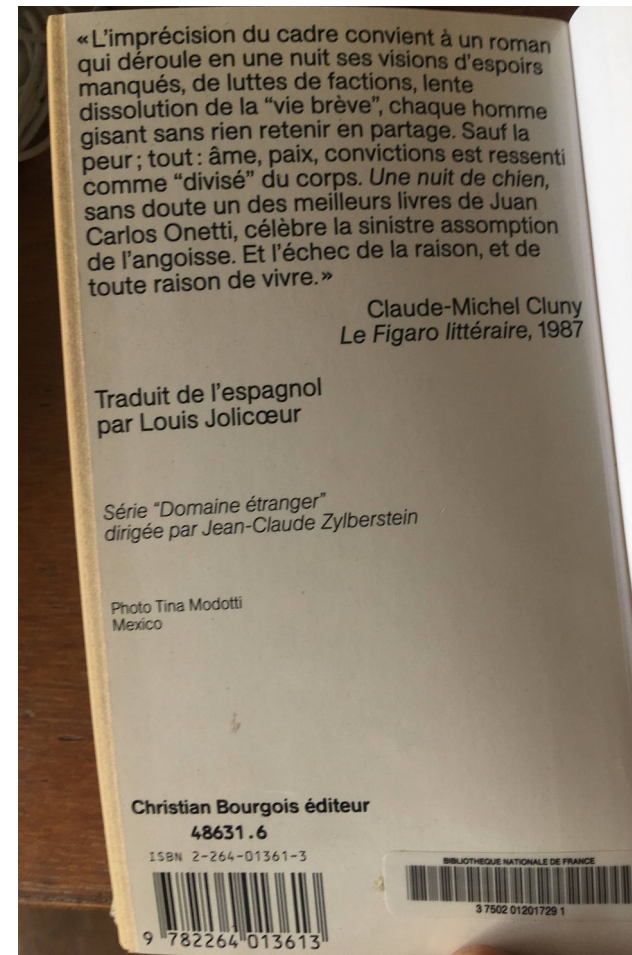 « L'imprécision du cadre convient à un roman
qui déroule en une nuit ses visions d'espoirs
manqués, de luttes de factions, lente
dissolution de la “vie brève”, chaque homme
gisant sans rien retenir en partage. Sauf la
peur ; tout : âme, paix, convictions est ressenti
comme “divisé” du corps. Une nuit de chien,
sans doute un des meilleurs livres de Juan
Carlos Onetti, célèbre la sinistre assomption
de l'angoisse. Et l'échec de la raison, et de
toute raison de vivre. »
Claude-Michel Cluny
Le Figaro littéraire, 1987
Traduit de l'espagnol
par Louis Jolicœur
Série “Domaine étranger”
dirigée par Jean-Claude Zylberstein
Photo Tina Modotti
Mexico
Christian Bourgois éditeur
48631.6
ISBN 2-264-01361-3
9 782264 013613
BIBLIOTHEQUE NATIONALE DE FRANCE
3 7502 01201729 1